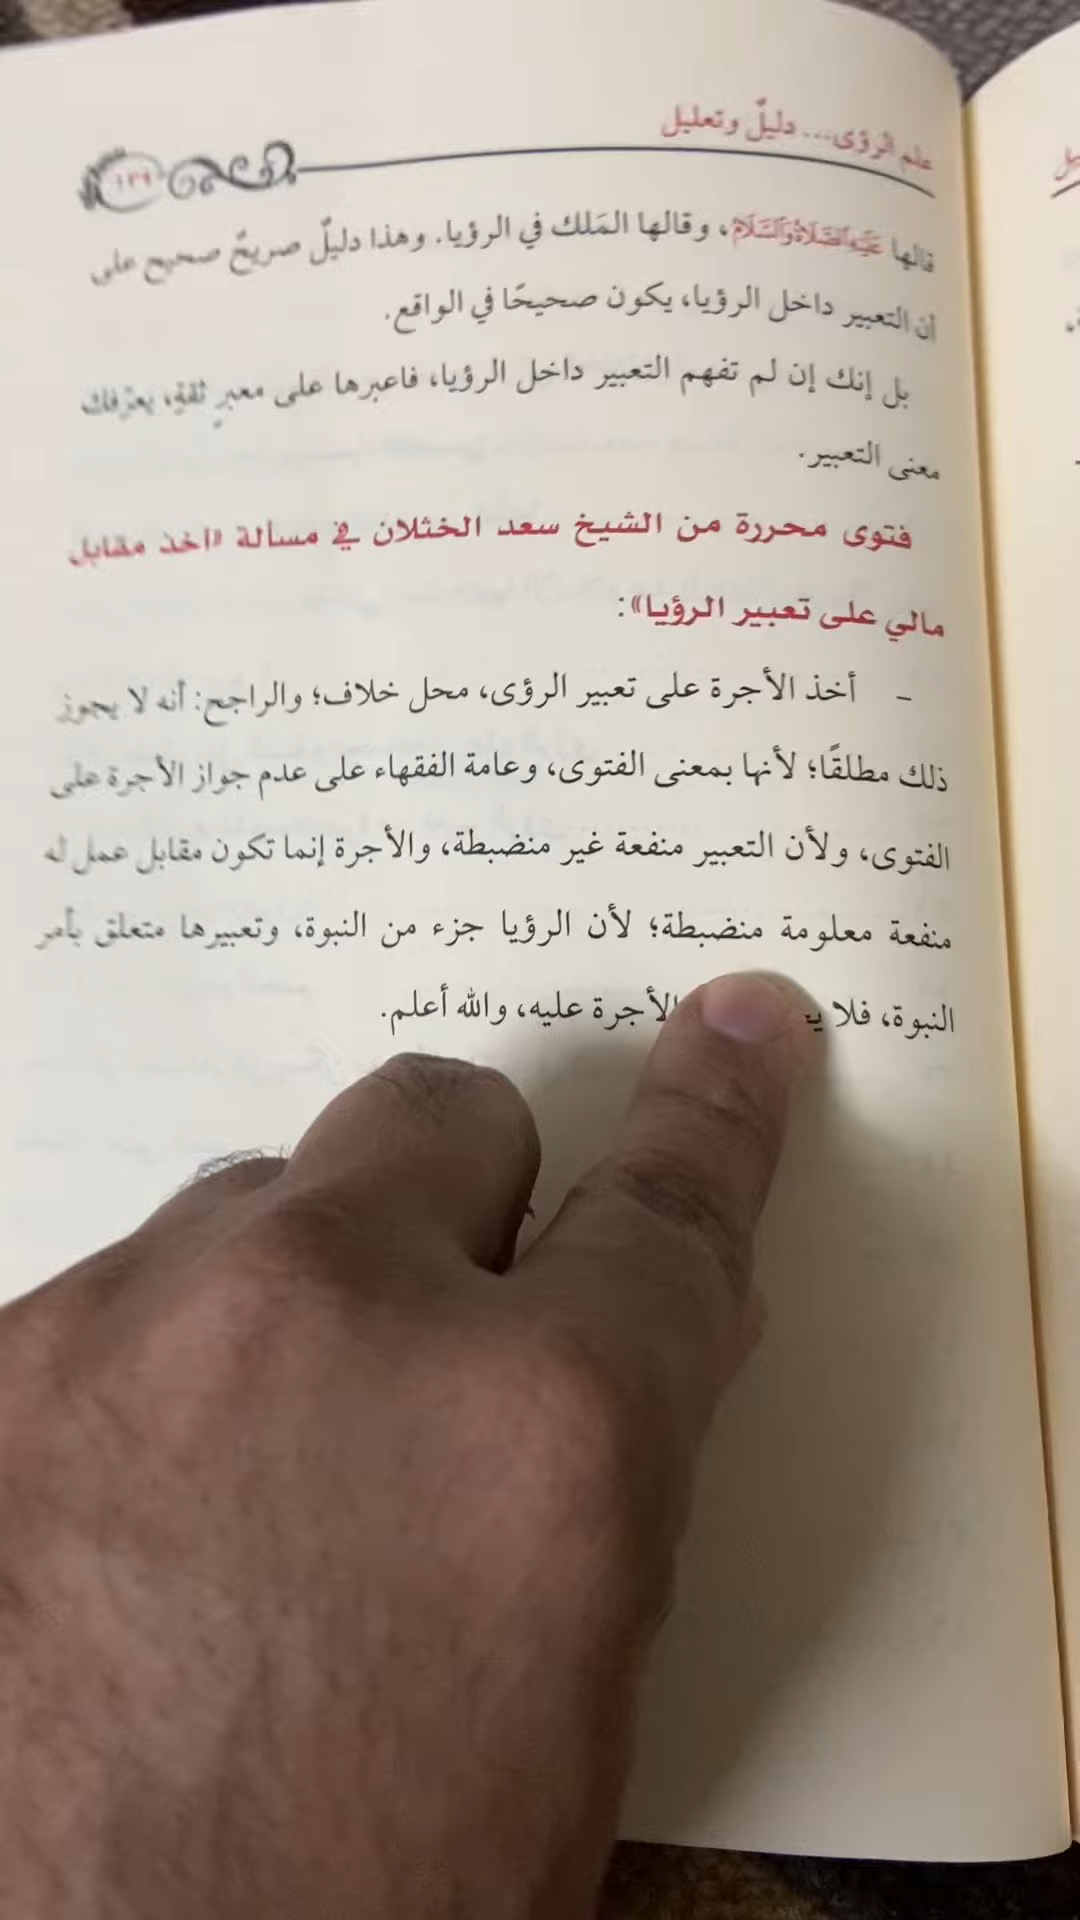 علم الرؤى... دليلٌ وتعليل
١٣٩
قالها عَلَيْهِ الصَّلَاةُ وَالسَّلَامُ، وقالها المَلك في الرؤيا. وهذا دليلٌ صريحٌ صحيح على
أن التعبير داخل الرؤيا، يكون صحيحًا في الواقع.
بل إنك إن لم تفهم التعبير داخل الرؤيا، فاعبرها على معبرٍ ثقةٍ، يعرّفك
معنى التعبير.
فتوى محررة من الشيخ سعد الخثلان في مسألة «أخذ مقابل
مالي على تعبير الرؤيا»:
- أخذ الأجرة على تعبير الرؤى، محل خلاف؛ والراجح: أنه لا يجوز
ذلك مطلقًا؛ لأنها بمعنى الفتوى، وعامة الفقهاء على عدم جواز الأجرة على
الفتوى، ولأن التعبير منفعة غير منضبطة، والأجرة إنما تكون مقابل عمل له
منفعة معلومة منضبطة؛ لأن الرؤيا جزء من النبوة، وتعبيرها متعلق بأمر
النبوة، فلا الأجرة عليه، والله أعلم.